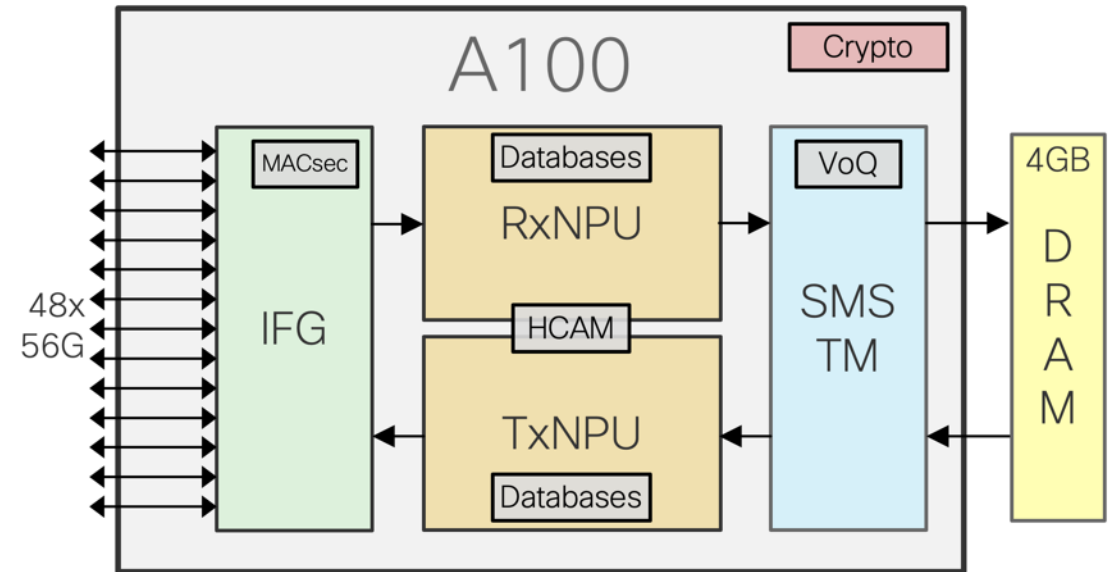 A100
Crypto
48x
56G
MACsec
IFG
Databases
RxNPU
HCAM
TxNPU
Databases
VoQ
SMS
TM
4GB
D
R
A
M